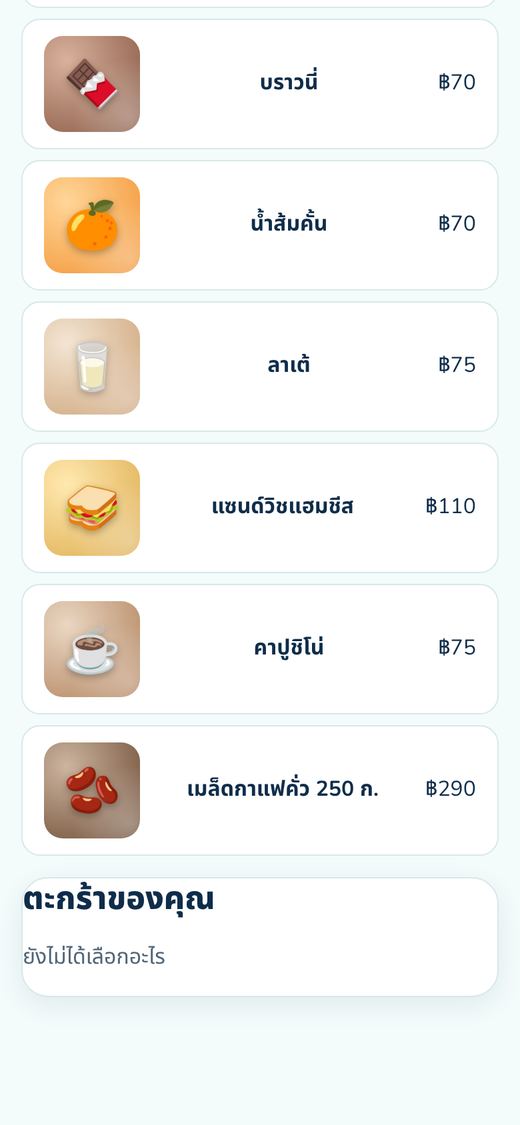 บราวนี่ ฿70
น้ำส้มคั้น ฿70
ลาเต้ ฿75
แซนด์วิชแฮมชีส ฿110
คาปูชิโน่ ฿75
เมล็ดกาแฟคั่ว 250 ก. ฿290
ตะกร้าของคุณ
ยังไม่ได้เลือกอะไร